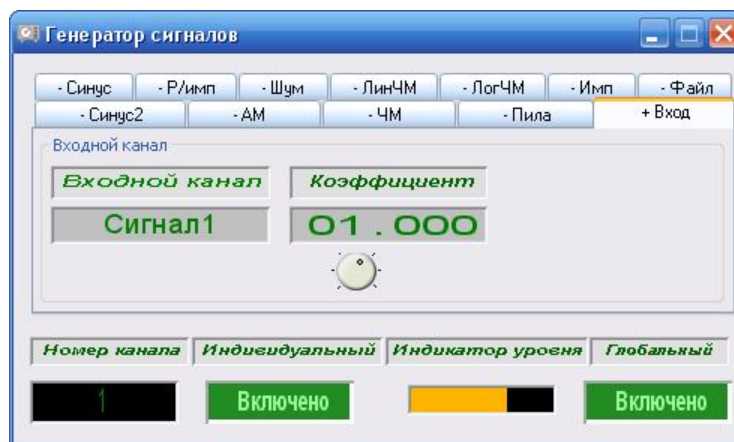 Генератор сигналов
- Синус - Р/имп - Шум - ЛинЧМ - ЛогЧМ - Имп - Файл
- Синус2 - АМ - ЧМ - Пила + Вход
Входной канал
Входной канал Коэффициент
Сигнал1 01.000
Номер канала Индивидуальный Индикатор уровня Глобальный
1 Включено Включено